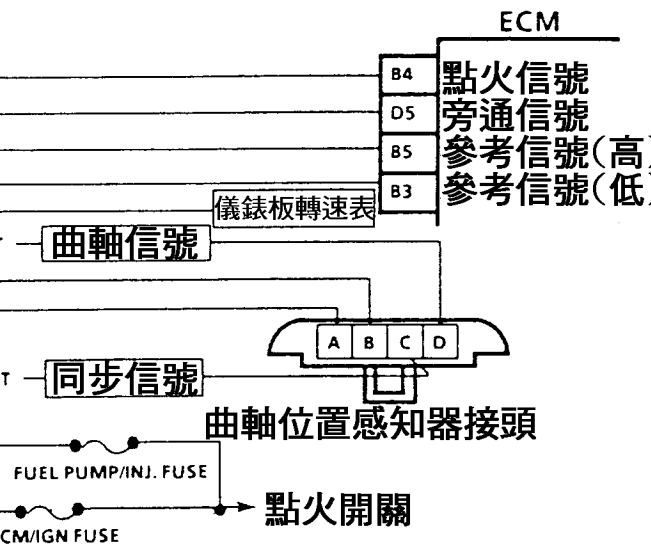 ECM
B4 點火信號
D5 旁通信號
B5 參考信號(高)
B3 參考信號(低)
儀錶板轉速表
曲軸信號
A B C D
T 同步信號
曲軸位置感知器接頭
FUEL PUMP/INJ. FUSE
點火開關
CM/IGN FUSE